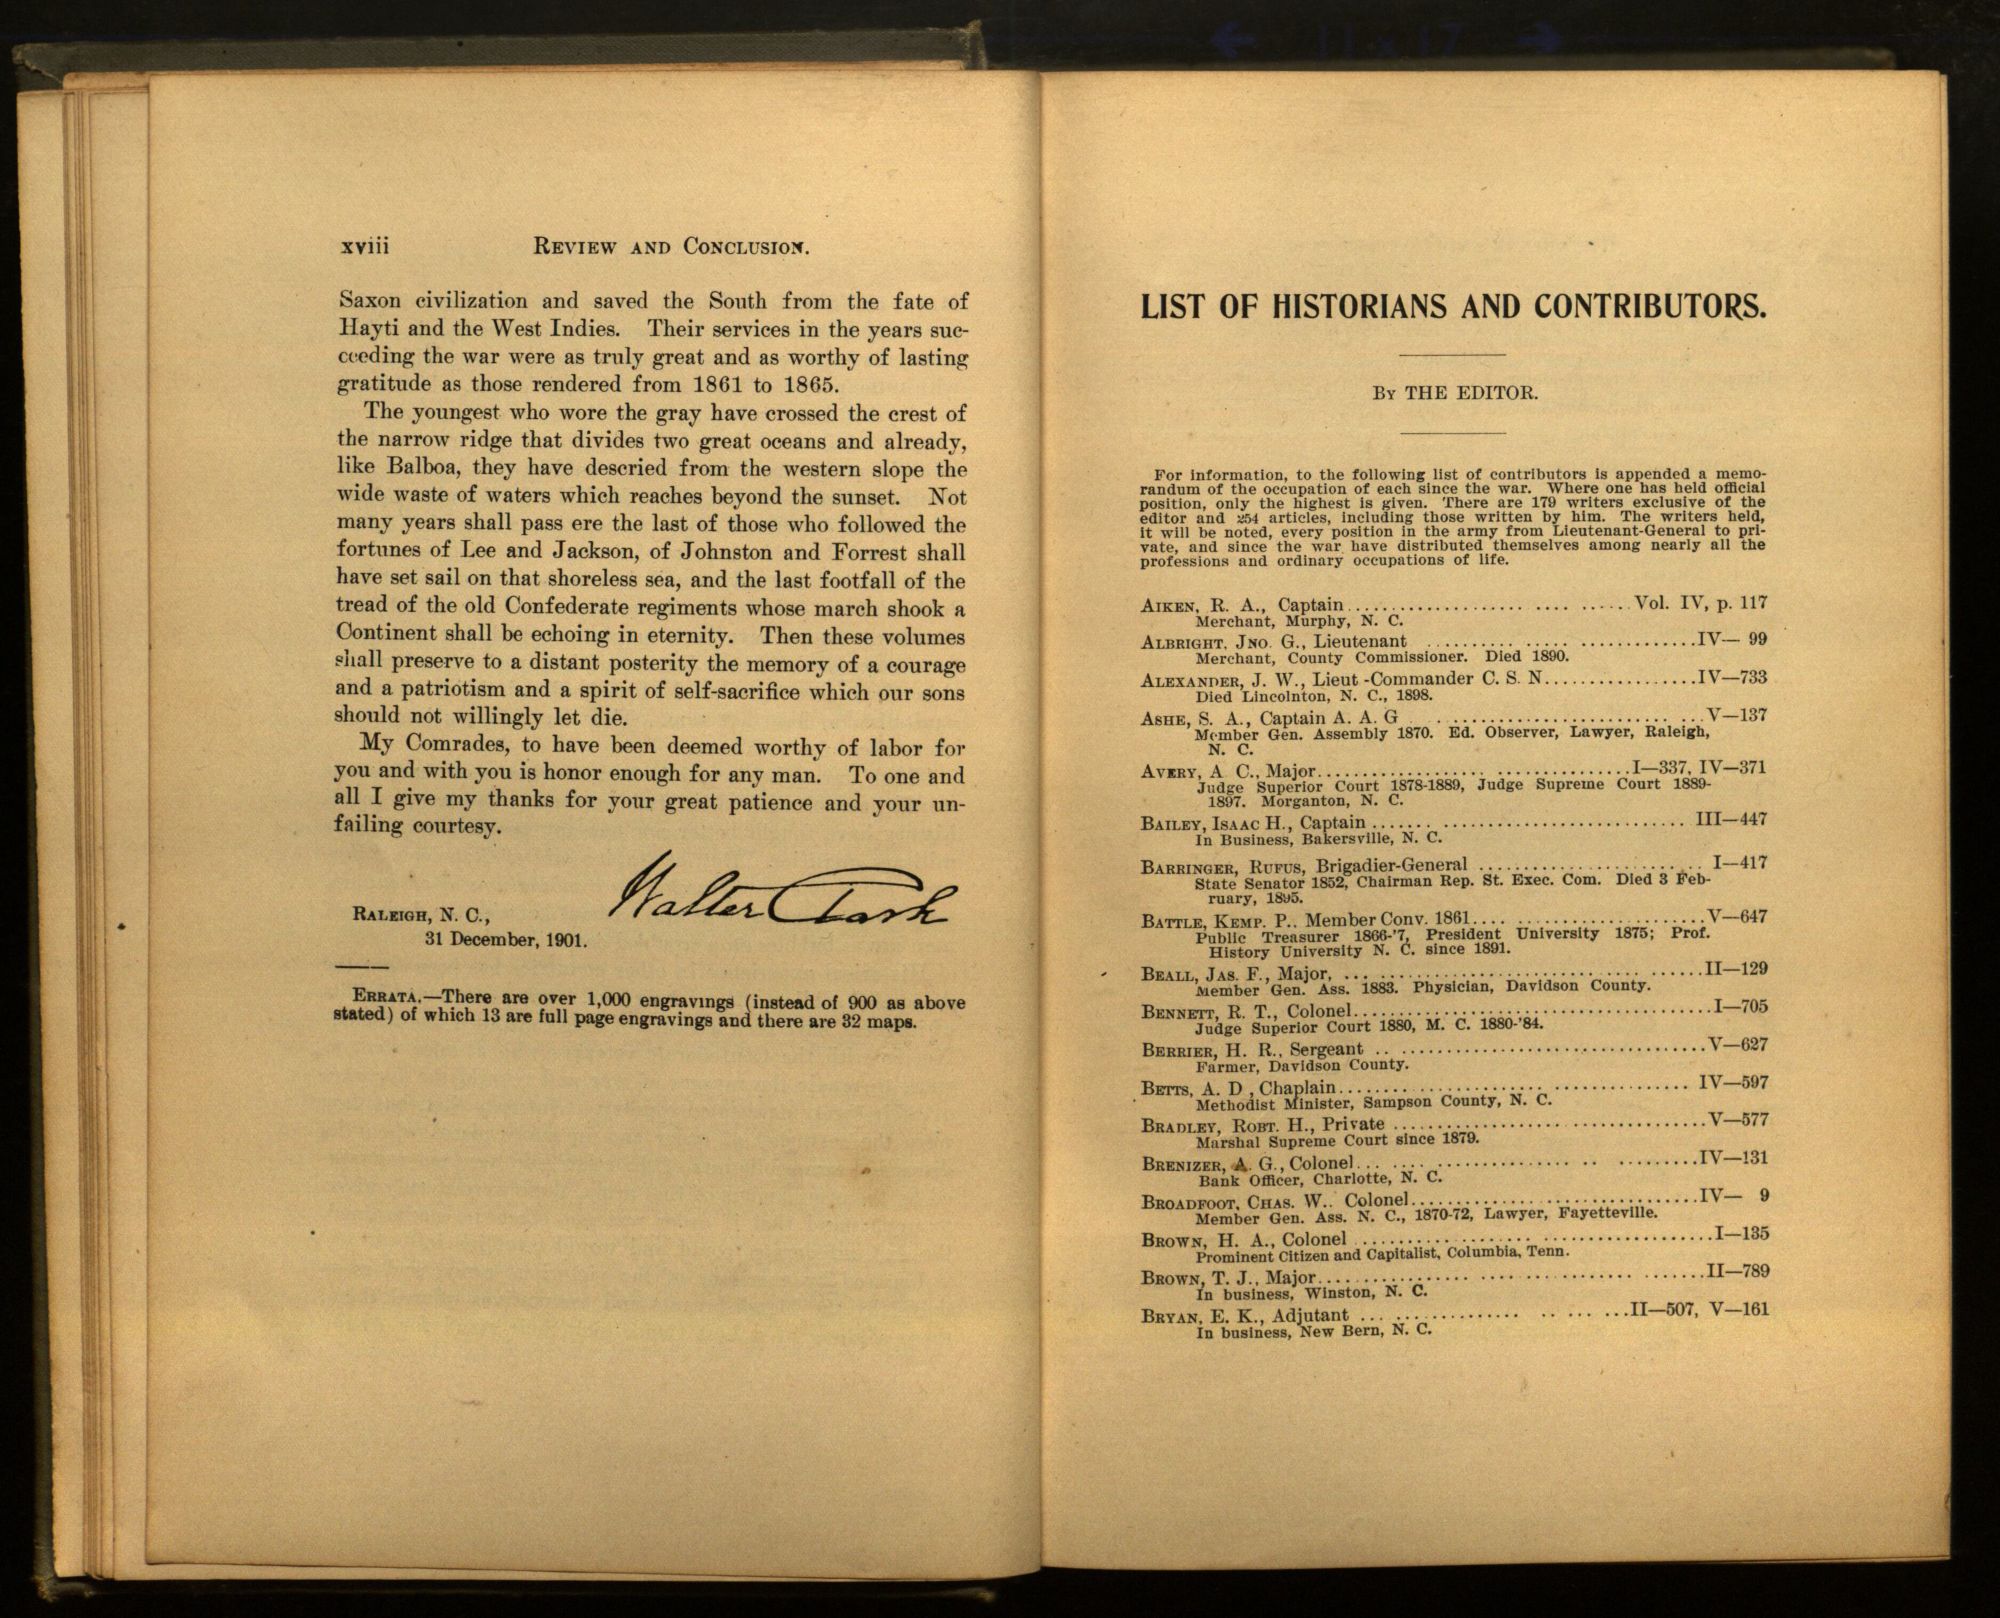 xviii Review and Conclusion.
Saxon civilization and saved the South from the fate of
Hayti and the West Indies. Their services in the years suc-
ceeding the war were as truly great and as worthy of lasting
gratitude as those rendered from 1861 to 1865.
The youngest who wore the gray have crossed the crest of
the narrow ridge that divides two great oceans and already,
like Balboa, they have descried from the western slope the
wide waste of waters which reaches beyond the sunset. Not
many years shall pass ere the last of those who followed the
fortunes of Lee and Jackson, of Johnston and Forrest shall
have set sail on that shoreless sea, and the last footfall of the
tread of the old Confederate regiments whose march shook a
Continent shall be echoing in eternity. Then these volumes
shall preserve to a distant posterity the memory of a courage
and a patriotism and a spirit of self-sacrifice which our sons
should not willingly let die.
My Comrades, to have been deemed worthy of labor for
you and with you is honor enough for any man. To one and
all I give my thanks for your great patience and your un-
failing courtesy.
Walter Clark
Raleigh, N. C.,
31 December, 1901.
Errata.—There are over 1,000 engravings (instead of 900 as above
stated) of which 13 are full page engravings and there are 32 maps.
LIST OF HISTORIANS AND CONTRIBUTORS.
By THE EDITOR.
For information, to the following list of contributors is appended a memo-
randum of the occupation of each since the war. Where one has held official
position, only the highest is given. There are 179 writers exclusive of the
editor and 254 articles, including those written by him. The writers held,
it will be noted, every position in the army from Lieutenant-General to pri-
vate, and since the war have distributed themselves among nearly all the
professions and ordinary occupations of life.
Aiken, R. A., Captain.................... .... ......Vol. IV, p. 117
Merchant, Murphy, N. C.
Albright, Jno. G., Lieutenant ........... ..... .............IV— 99
Merchant, County Commissioner. Died 1890.
Alexander, J. W., Lieut-Commander C. S. N.................IV—733
Died Lincolnton, N. C., 1898.
Ashe, S. A., Captain A. A. G . ........................ ...V—137
Member Gen. Assembly 1870. Ed. Observer, Lawyer, Raleigh,
N. C.
Avery, A C., Major................... ................I—337, IV—371
Judge Superior Court 1878-1889, Judge Supreme Court 1889-
1897. Morganton, N. C.
Bailey, Isaac H., Captain ....... ........................... III—447
In Business, Bakersville, N. C.
Barringer, Rufus, Brigadier-General ......................... I—417
State Senator 1852, Chairman Rep. St. Exec. Com. Died 3 Feb-
ruary, 1895.
Battle, Kemp. P.. Member Conv. 1861.... .....................V—647
Public Treasurer 1866-'7, President University 1875; Prof.
History University N. C. since 1891.
Beall, Jas. F., Major, ... ............................ ......II—129
Member Gen. Ass. 1883. Physician, Davidson County.
Bennett, R. T., Colonel.......................................I—705
Judge Superior Court 1880, M. C. 1880-'84.
Berrier, H. R., Sergeant .. .................................V—627
Farmer, Davidson County.
Betts, A. D , Chaplain....................... ............... IV—597
Methodist Minister, Sampson County, N. C.
Bradley, Robt. H., Private ..................................V—577
Marshal Supreme Court since 1879.
Brenizer, A. G., Colonel... .... ............... .. .........IV—131
Bank Officer, Charlotte, N. C.
Broadfoot, Chas. W.. Colonel................................IV— 9
Member Gen. Ass. N. C., 1870-72, Lawyer, Fayetteville.
Brown, H. A., Colonel .......................................I—135
Prominent Citizen and Capitalist, Columbia, Tenn.
Brown, T. J., Major................ .................. .......II—789
In business, Winston, N. C.
Bryan, E. K., Adjutant ... .............. .. ... ...II—507, V—161
In business, New Bern, N. C.
← 11 x 17 →